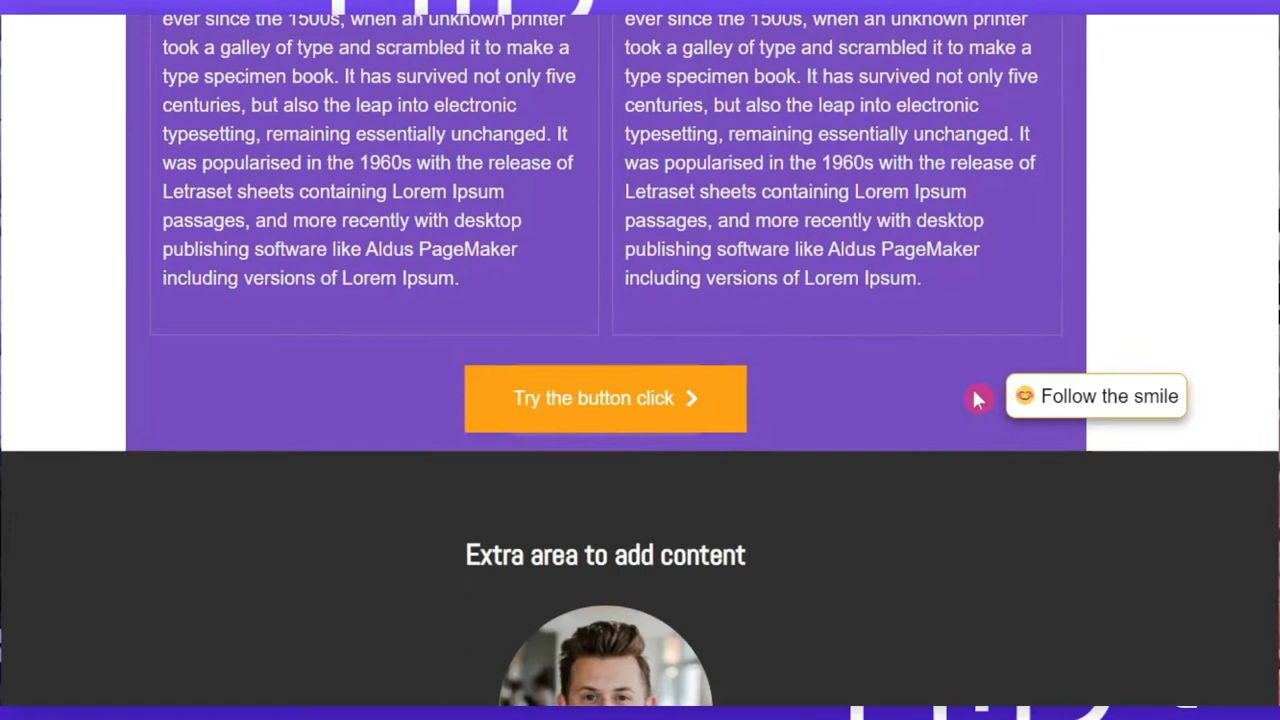 ever since the 1500s, when an unknown printer
took a galley of type and scrambled it to make a
type specimen book. It has survived not only five
centuries, but also the leap into electronic
typesetting, remaining essentially unchanged. It
was popularised in the 1960s with the release of
Letraset sheets containing Lorem Ipsum
passages, and more recently with desktop
publishing software like Aldus PageMaker
including versions of Lorem Ipsum.
ever since the 1500s, when an unknown printer
took a galley of type and scrambled it to make a
type specimen book. It has survived not only five
centuries, but also the leap into electronic
typesetting, remaining essentially unchanged. It
was popularised in the 1960s with the release of
Letraset sheets containing Lorem Ipsum
passages, and more recently with desktop
publishing software like Aldus PageMaker
including versions of Lorem Ipsum.
Try the button click
😊 Follow the smile
Extra area to add content